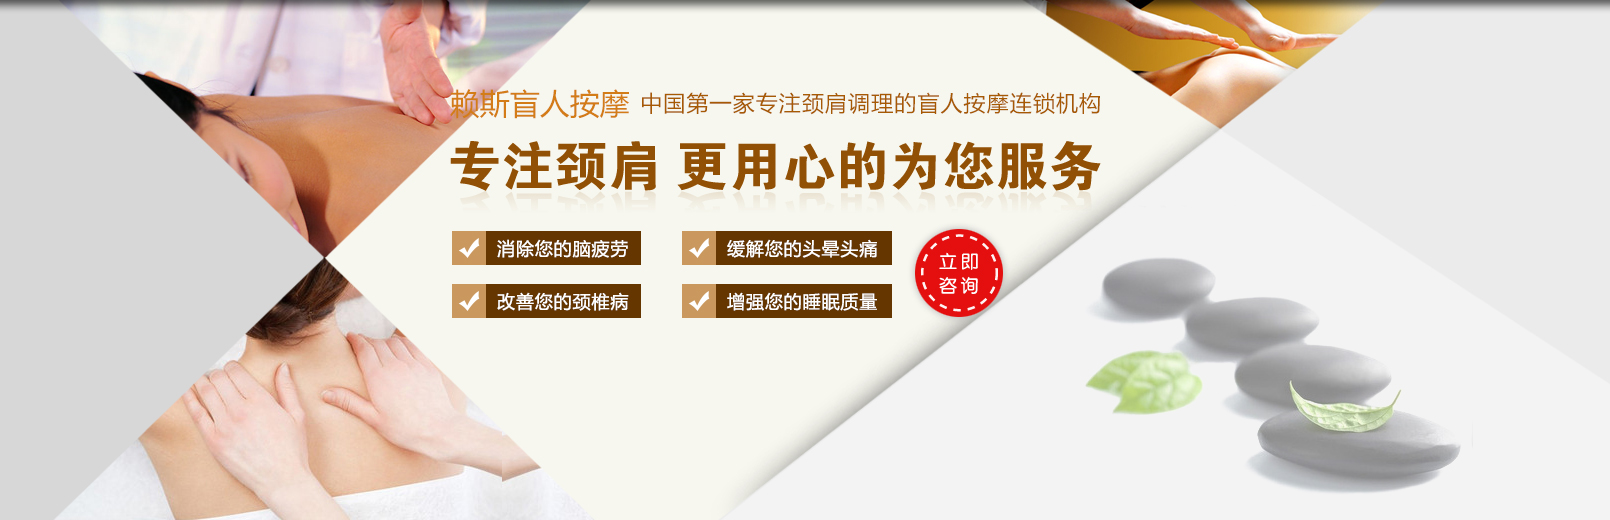 赖斯盲人按摩 中国第一家专注颈肩调理的盲人按摩连锁机构
专注颈肩 更用心的为您服务
消除您的脑疲劳
缓解您的头晕头痛
改善您的颈椎病
增强您的睡眠质量
立即
咨询